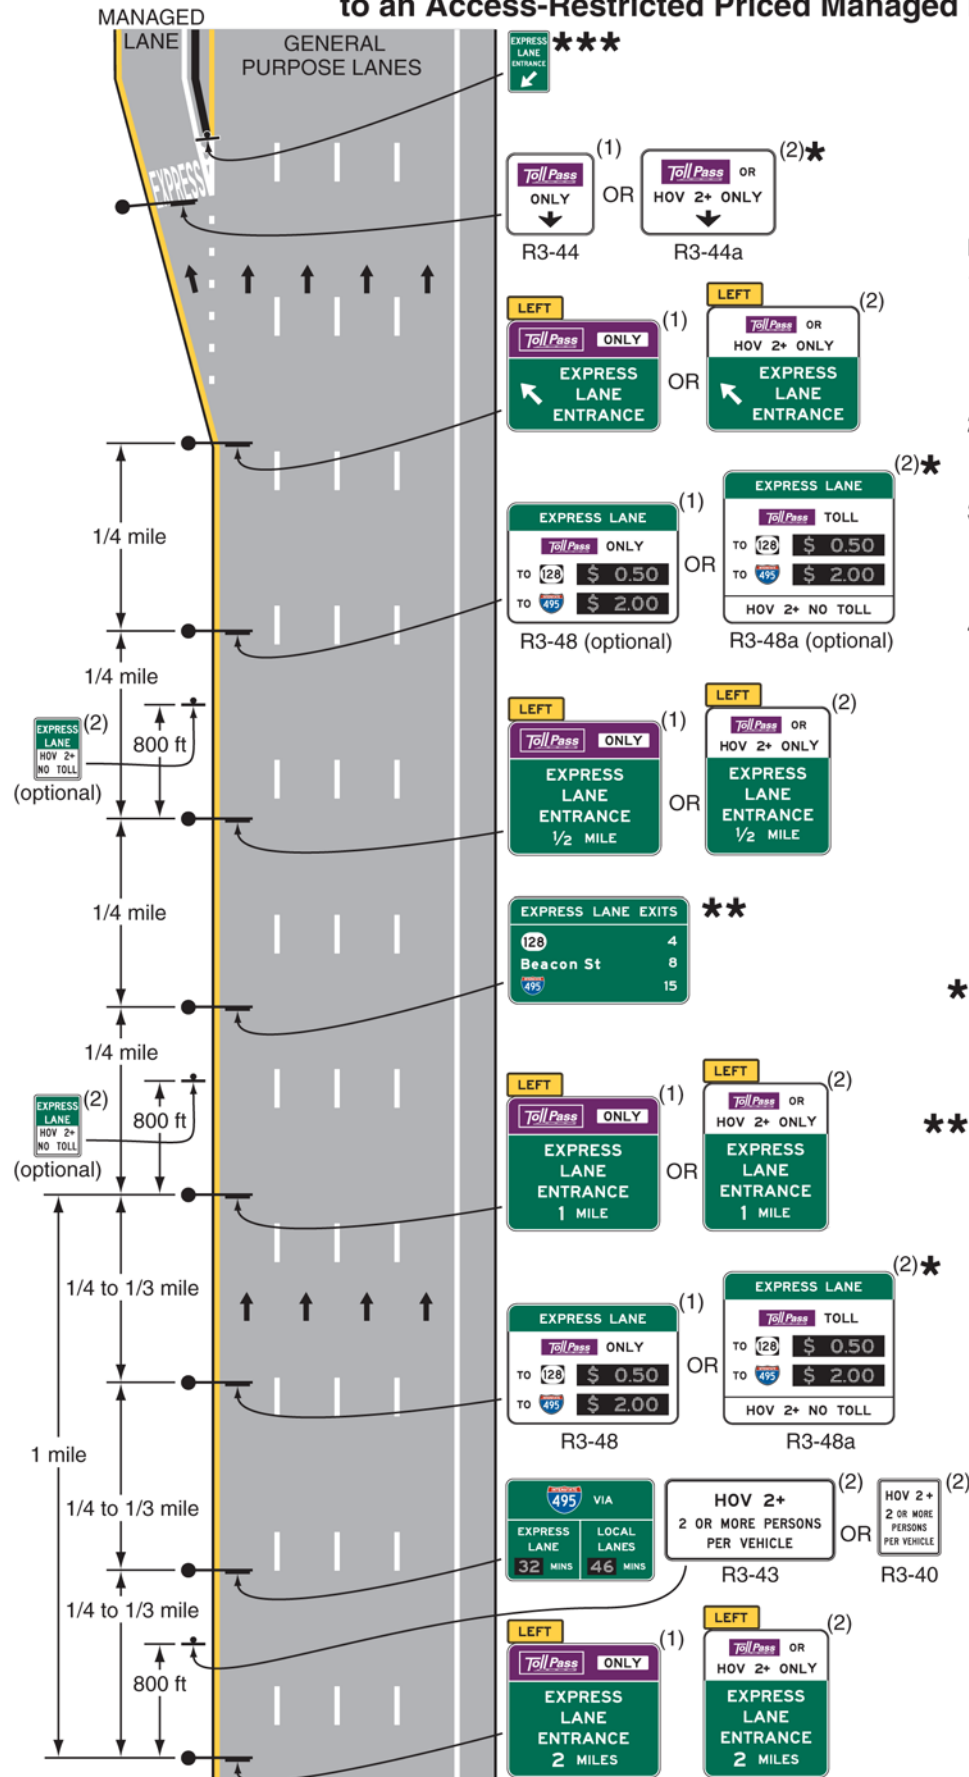 to an Access-Restricted Priced Managed
MANAGED
LANE
GENERAL
PURPOSE LANES
EXPRESS
LANE
ENTRANCE
***
EXPRESS
Toll Pass
ONLY
(1)
R3-44
OR
Toll Pass OR
HOV 2+ ONLY
(2)*
R3-44a
LEFT
Toll Pass ONLY
EXPRESS
LANE
ENTRANCE
(1)
OR
LEFT
Toll Pass OR
HOV 2+ ONLY
EXPRESS
LANE
ENTRANCE
(2)
1/4 mile
EXPRESS LANE
Toll Pass ONLY
TO 128 $ 0.50
TO 495 $ 2.00
(1)
R3-48 (optional)
OR
EXPRESS LANE
Toll Pass TOLL
TO 128 $ 0.50
TO 495 $ 2.00
HOV 2+ NO TOLL
(2)*
R3-48a (optional)
1/4 mile
800 ft
EXPRESS
LANE
HOV 2+
NO TOLL
(2)
(optional)
LEFT
Toll Pass ONLY
EXPRESS
LANE
ENTRANCE
1/2 MILE
(1)
OR
LEFT
Toll Pass OR
HOV 2+ ONLY
EXPRESS
LANE
ENTRANCE
1/2 MILE
(2)
1/4 mile
EXPRESS LANE EXITS
128 4
Beacon St 8
495 15
**
*
1/4 mile
800 ft
EXPRESS
LANE
HOV 2+
NO TOLL
(2)
(optional)
LEFT
Toll Pass ONLY
EXPRESS
LANE
ENTRANCE
1 MILE
(1)
OR
LEFT
Toll Pass OR
HOV 2+ ONLY
EXPRESS
LANE
ENTRANCE
1 MILE
(2)
**
1/4 to 1/3 mile
EXPRESS LANE
Toll Pass ONLY
TO 128 $ 0.50
TO 495 $ 2.00
(1)
R3-48
OR
EXPRESS LANE
Toll Pass TOLL
TO 128 $ 0.50
TO 495 $ 2.00
HOV 2+ NO TOLL
(2)*
R3-48a
1 mile
1/4 to 1/3 mile
495 VIA
EXPRESS
LANE
32 MINS
LOCAL
LANES
46 MINS
HOV 2+
2 OR MORE PERSONS
PER VEHICLE
(2)
R3-43
OR
HOV 2+
2 OR MORE
PERSONS
PER VEHICLE
(2)
R3-40
1/4 to 1/3 mile
800 ft
LEFT
Toll Pass ONLY
EXPRESS
LANE
ENTRANCE
2 MILES
(1)
LEFT
Toll Pass OR
HOV 2+ ONLY
EXPRESS
LANE
ENTRANCE
2 MILES
(2)